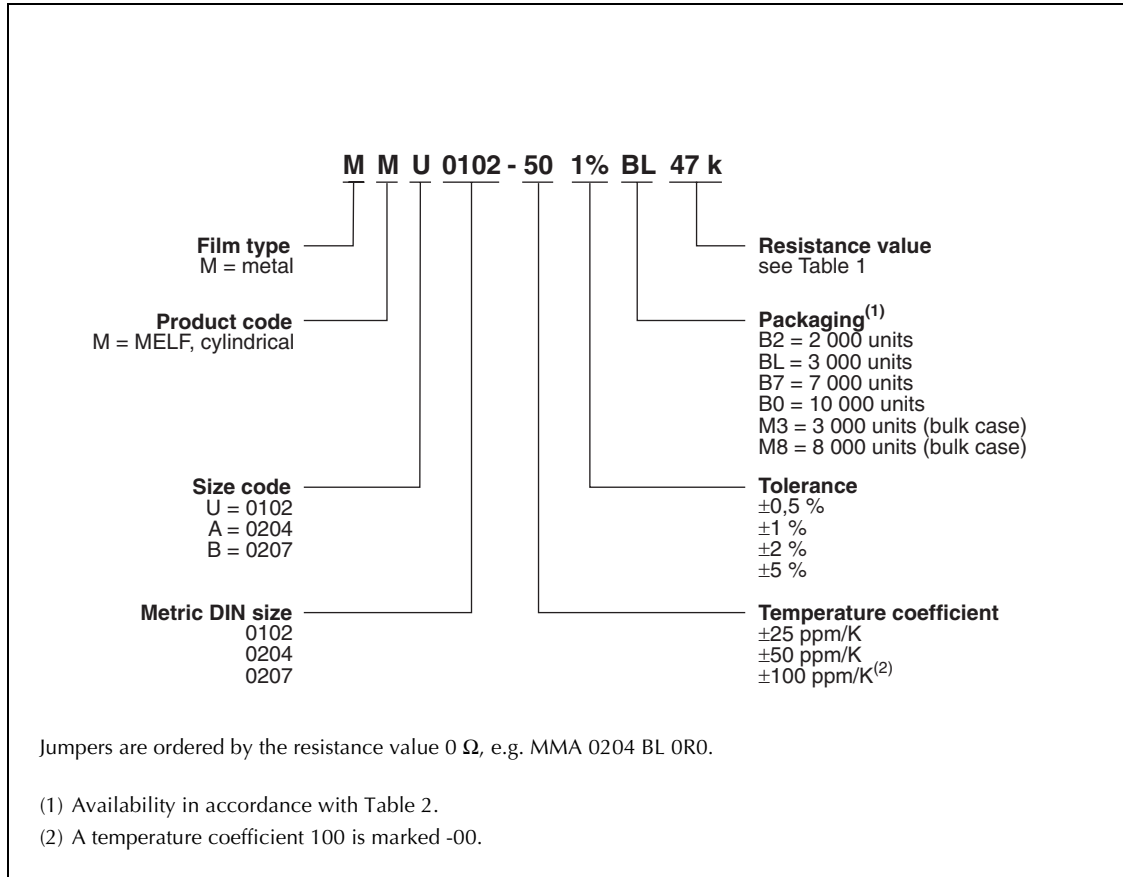 M M U 0102 - 50 1% BL 47 k
Film type
M = metal
Product code
M = MELF, cylindrical
Size code
U = 0102
A = 0204
B = 0207
Metric DIN size
0102
0204
0207
Resistance value
see Table 1
Packaging(1)
B2 = 2 000 units
BL = 3 000 units
B7 = 7 000 units
B0 = 10 000 units
M3 = 3 000 units (bulk case)
M8 = 8 000 units (bulk case)
Tolerance
±0,5 %
±1 %
±2 %
±5 %
Temperature coefficient
±25 ppm/K
±50 ppm/K
±100 ppm/K(2)
Jumpers are ordered by the resistance value 0 Ω, e.g. MMA 0204 BL 0R0.
(1) Availability in accordance with Table 2.
(2) A temperature coefficient 100 is marked -00.